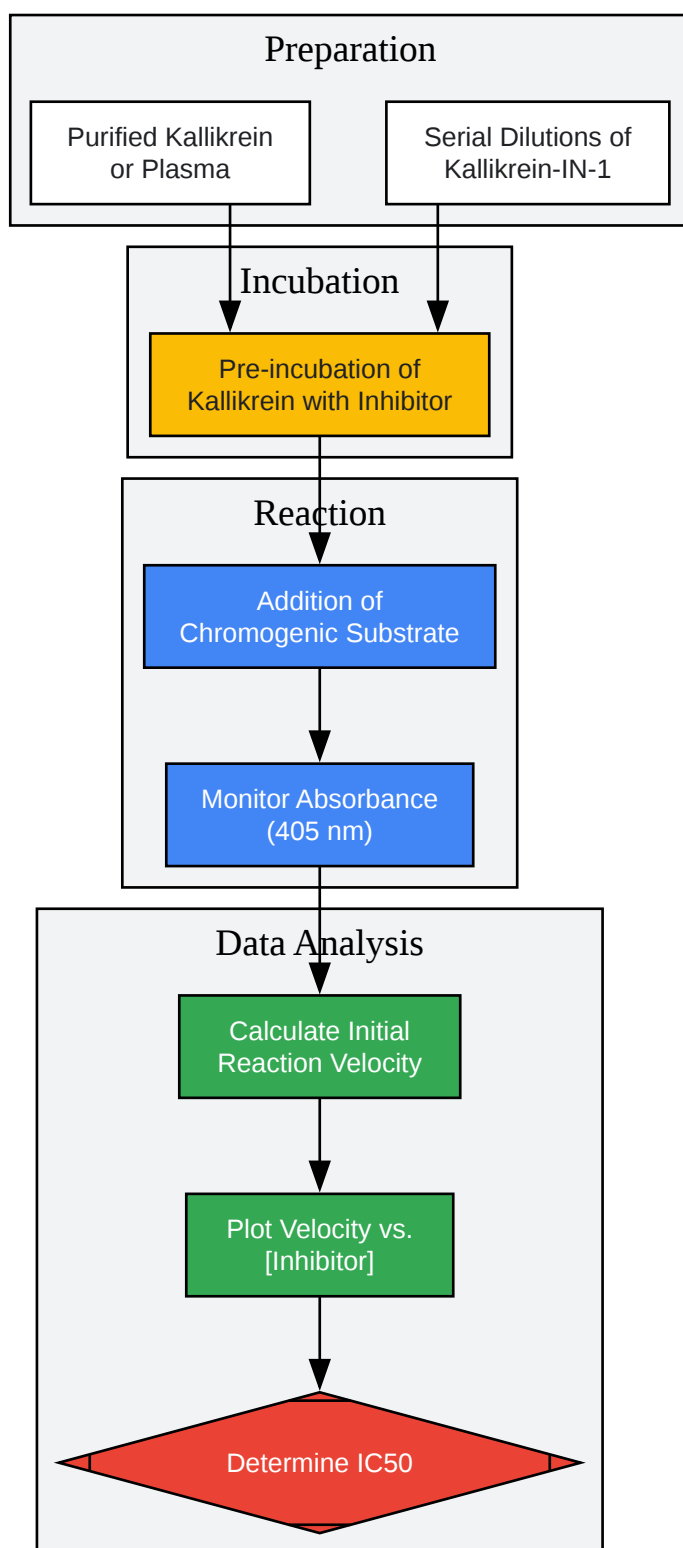 Preparation
Purified Kallikrein
or Plasma
Serial Dilutions of
Kallikrein-IN-1
Incubation
Pre-incubation of
Kallikrein with Inhibitor
Reaction
Addition of
Chromogenic Substrate
Monitor Absorbance
(405 nm)
Data Analysis
Calculate Initial
Reaction Velocity
Plot Velocity vs.
[Inhibitor]
Determine IC50